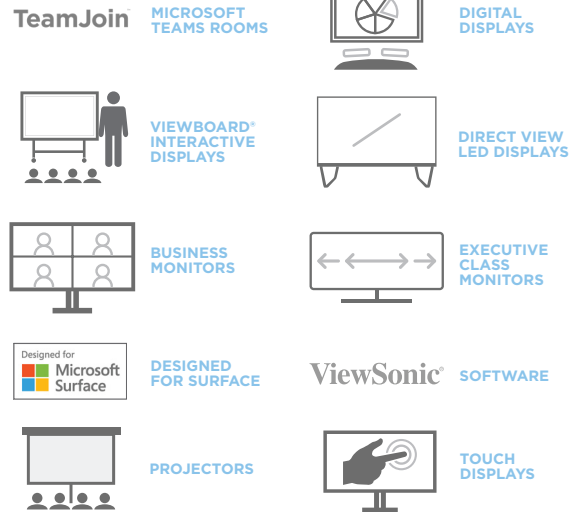 TeamJoin
MICROSOFT
TEAMS ROOMS
DIGITAL
DISPLAYS
VIEWBOARD®
INTERACTIVE
DISPLAYS
DIRECT VIEW
LED DISPLAYS
BUSINESS
MONITORS
EXECUTIVE
CLASS
MONITORS
Designed for
Microsoft
Surface
DESIGNED
FOR SURFACE
ViewSonic®
SOFTWARE
PROJECTORS
TOUCH
DISPLAYS